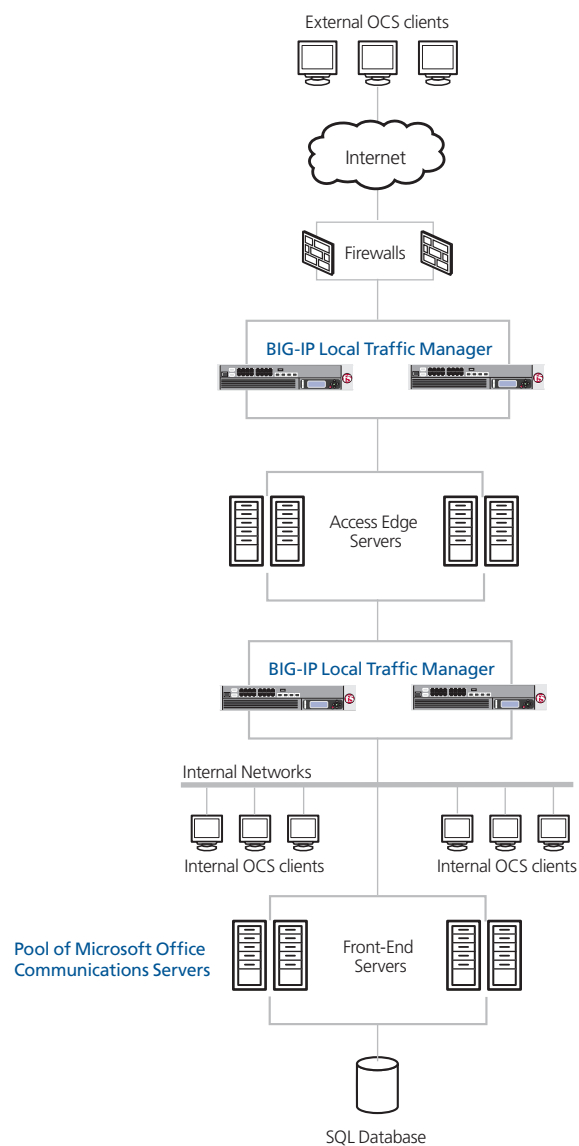 External OCS clients
Internet
Firewalls
BIG-IP Local Traffic Manager
Access Edge
Servers
BIG-IP Local Traffic Manager
Internal Networks
Internal OCS clients
Internal OCS clients
Pool of Microsoft Office
Communications Servers
Front-End
Servers
SQL Database